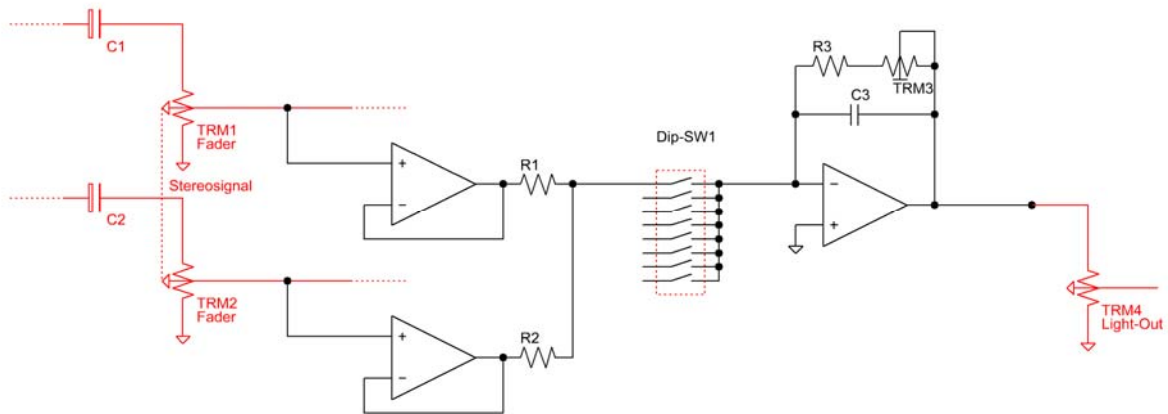 C1
TRM1
Fader
Stereosignal
C2
TRM2
Fader
+
−
R1
+
−
R2
Dip-SW1
R3
TRM3
C3
−
+
TRM4
Light-Out